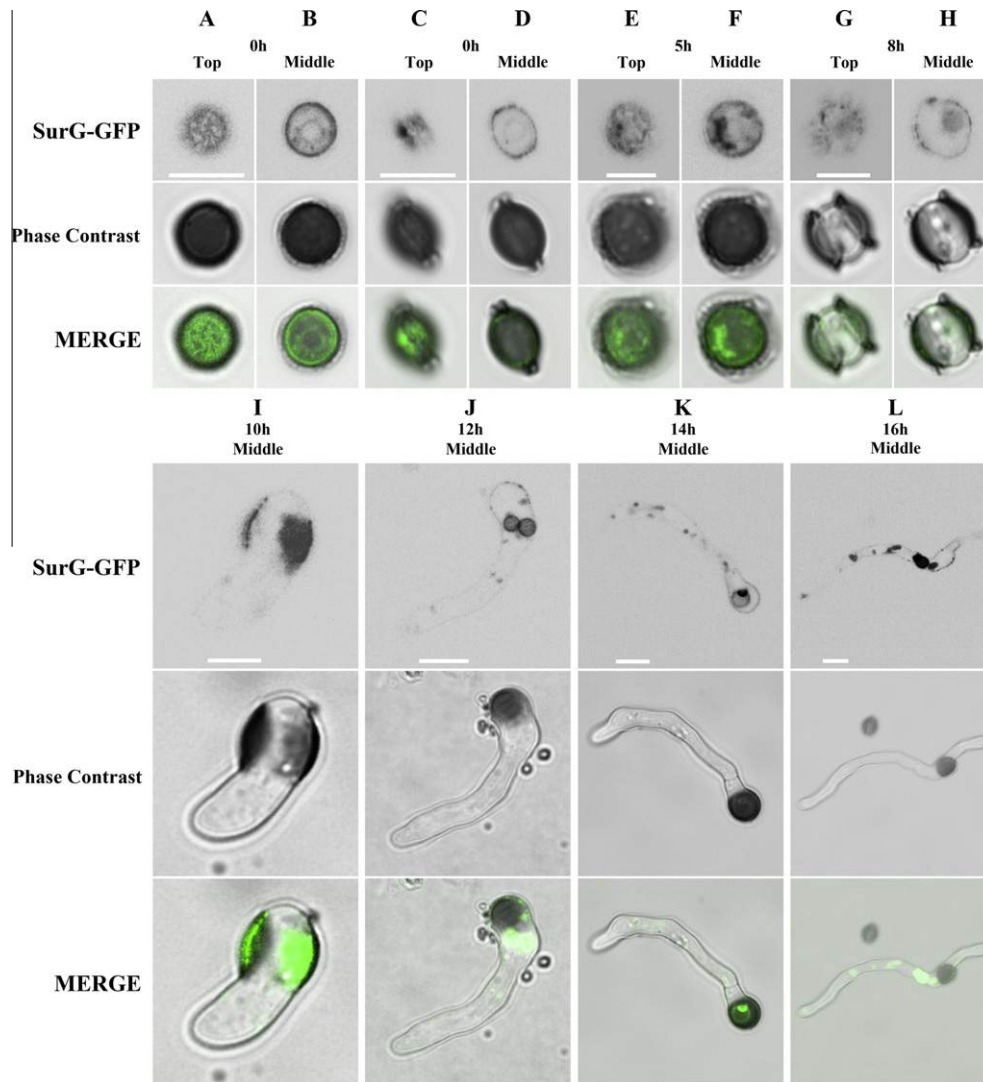 A B C D E F G H
0h 0h 5h 8h
Top Middle Top Middle Top Middle Top Middle
SurG-GFP
Phase Contrast
MERGE
I J K L
10h 12h 14h 16h
Middle Middle Middle Middle
SurG-GFP
Phase Contrast
MERGE